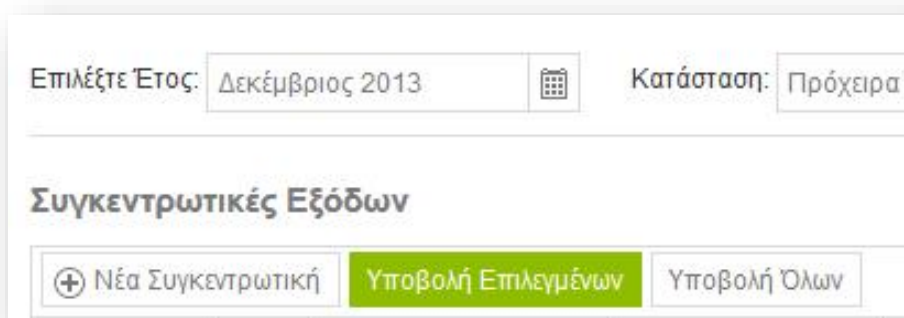 Επιλέξτε Έτος: Δεκέμβριος 2013 Κατάσταση: Πρόχειρα
Συγκεντρωτικές Εξόδων
Νέα Συγκεντρωτική Υποβολή Επιλεγμένων Υποβολή Όλων